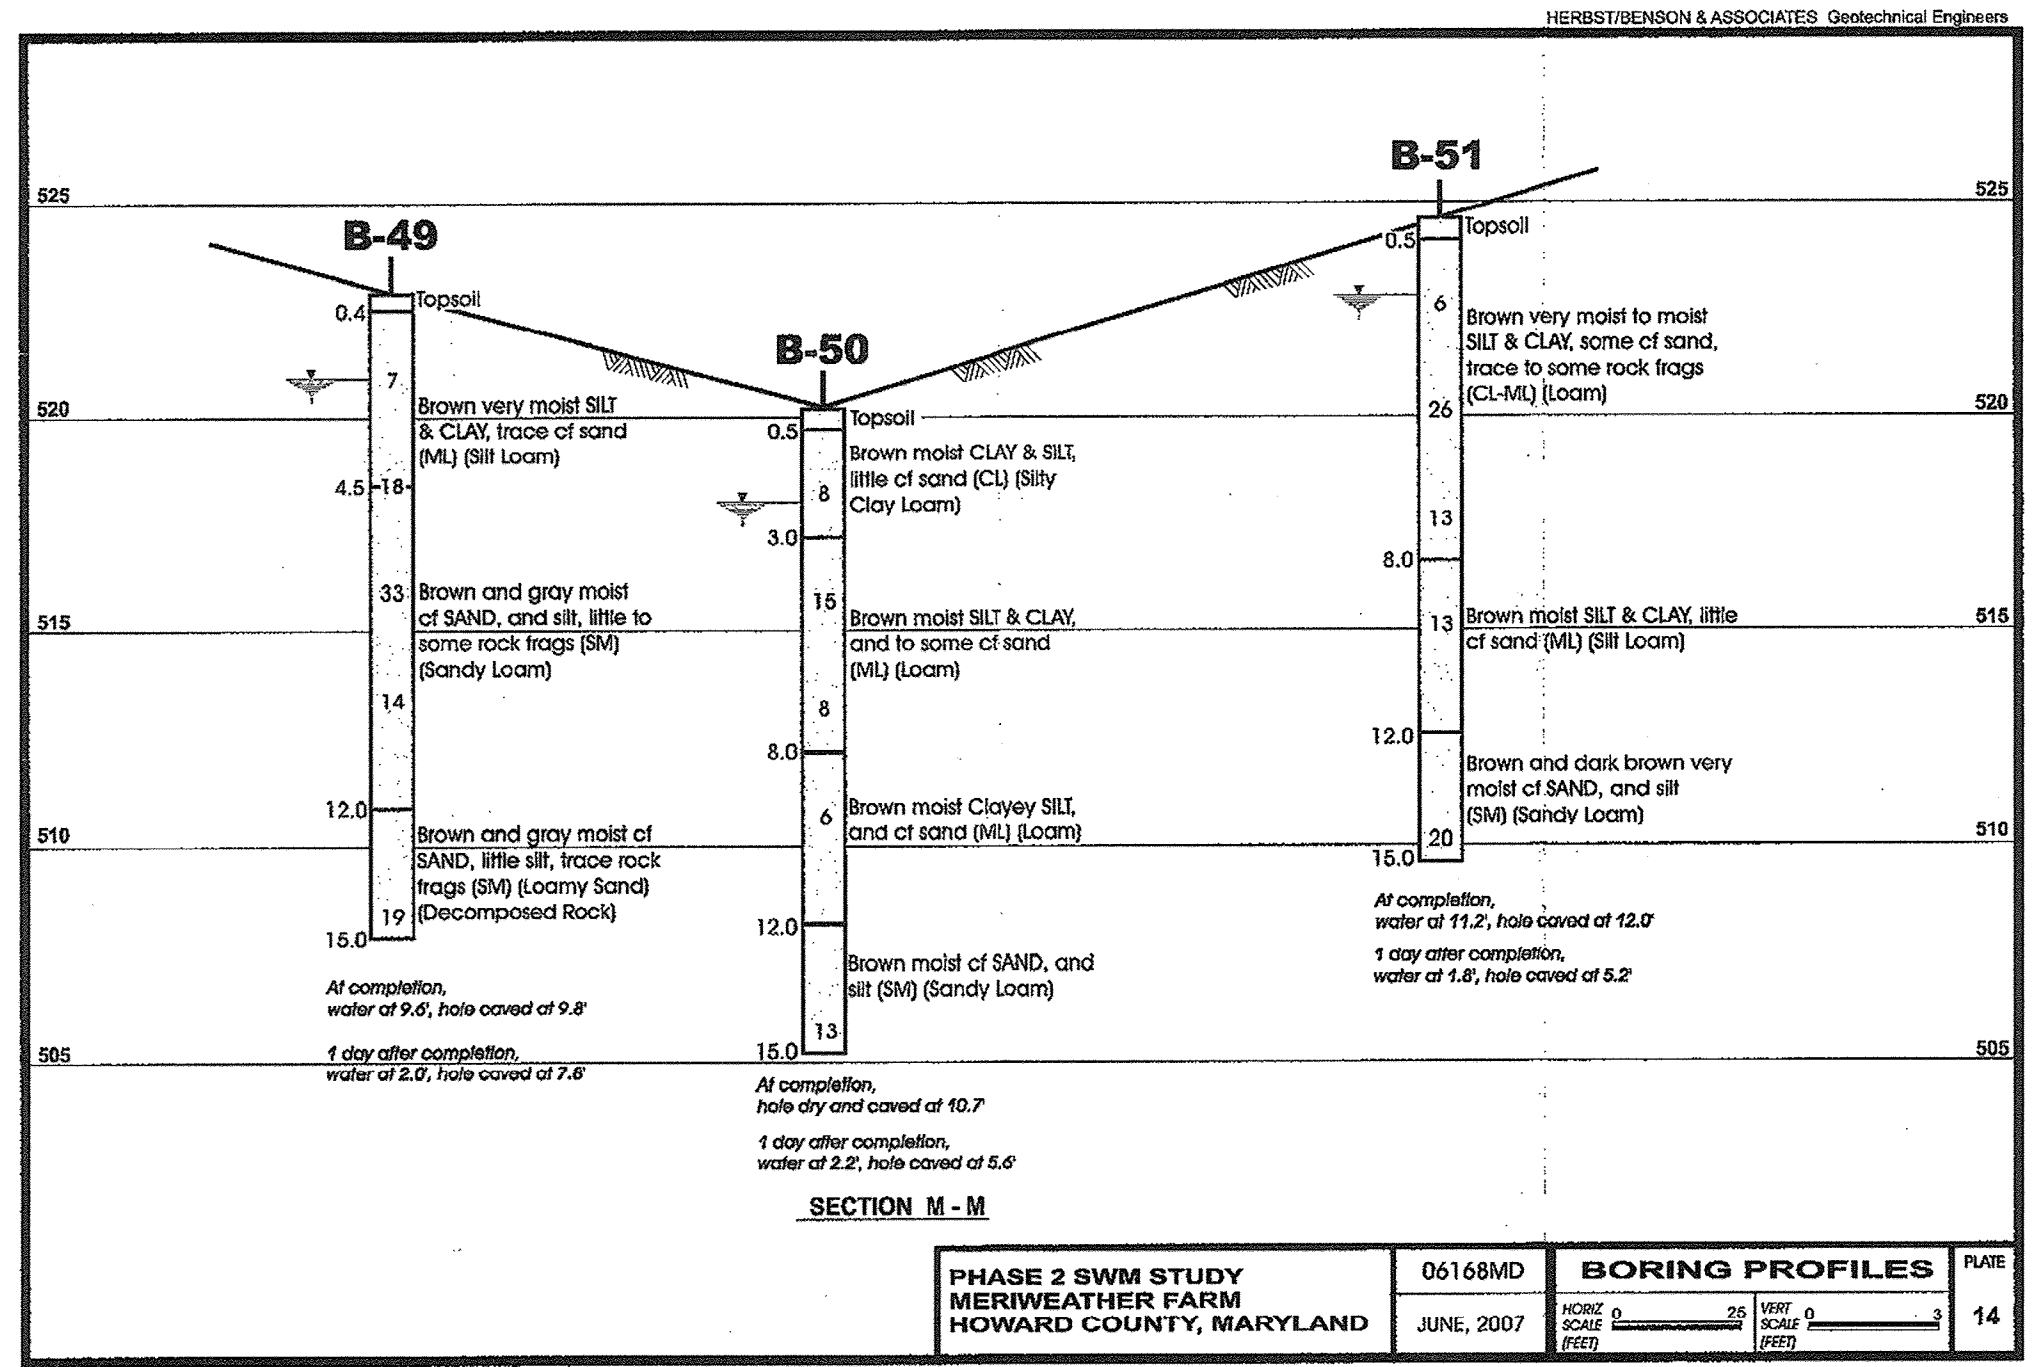 HERBST/BENSON & ASSOCIATES Geotechnical Engineers
B-51
525
525
B-49
Topsoil
0.5
Topsoil
0.4
6
Brown very moist to moist
SILT & CLAY, some cf sand,
trace to some rock frags
(CL-ML) (Loam)
B-50
7
520
520
Brown very moist SILT
& CLAY, trace cf sand
(ML) (Silt Loam)
26
Topsoil
0.5
Brown moist CLAY & SILT,
little cf sand (CL) (Silty
Clay Loam)
4.5
18
8
13
3.0
8.0
33
Brown and gray moist
cf SAND, and silt, little to
some rock frags (SM)
(Sandy Loam)
15
Brown moist SILT & CLAY,
and to some cf sand
(ML) (Loam)
13
Brown moist SILT & CLAY, little
cf sand (ML) (Silt Loam)
515
515
14
8
12.0
8.0
Brown and dark brown very
moist cf SAND, and silt
(SM) (Sandy Loam)
12.0
6
Brown moist Clayey SILT,
and cf sand (ML) (Loam)
510
510
20
15.0
Brown and gray moist cf
SAND, little silt, trace rock
frags (SM) (Loamy Sand)
(Decomposed Rock)
19
15.0
12.0
At completion,
water at 11.2', hole caved at 12.0'
1 day after completion,
water at 1.8', hole caved at 5.2'
Brown moist cf SAND, and
silt (SM) (Sandy Loam)
13
15.0
At completion,
water at 9.6', hole caved at 9.8'
1 day after completion,
water at 2.0', hole caved at 7.6'
505
505
At completion,
hole dry and caved at 10.7'
1 day after completion,
water at 2.2', hole caved at 5.6'
SECTION M - M
PHASE 2 SWM STUDY
MERIWEATHER FARM
HOWARD COUNTY, MARYLAND
06168MD
JUNE, 2007
BORING PROFILES
HORIZ SCALE (FEET) 0 25
VERT SCALE (FEET) 0 3
PLATE
14